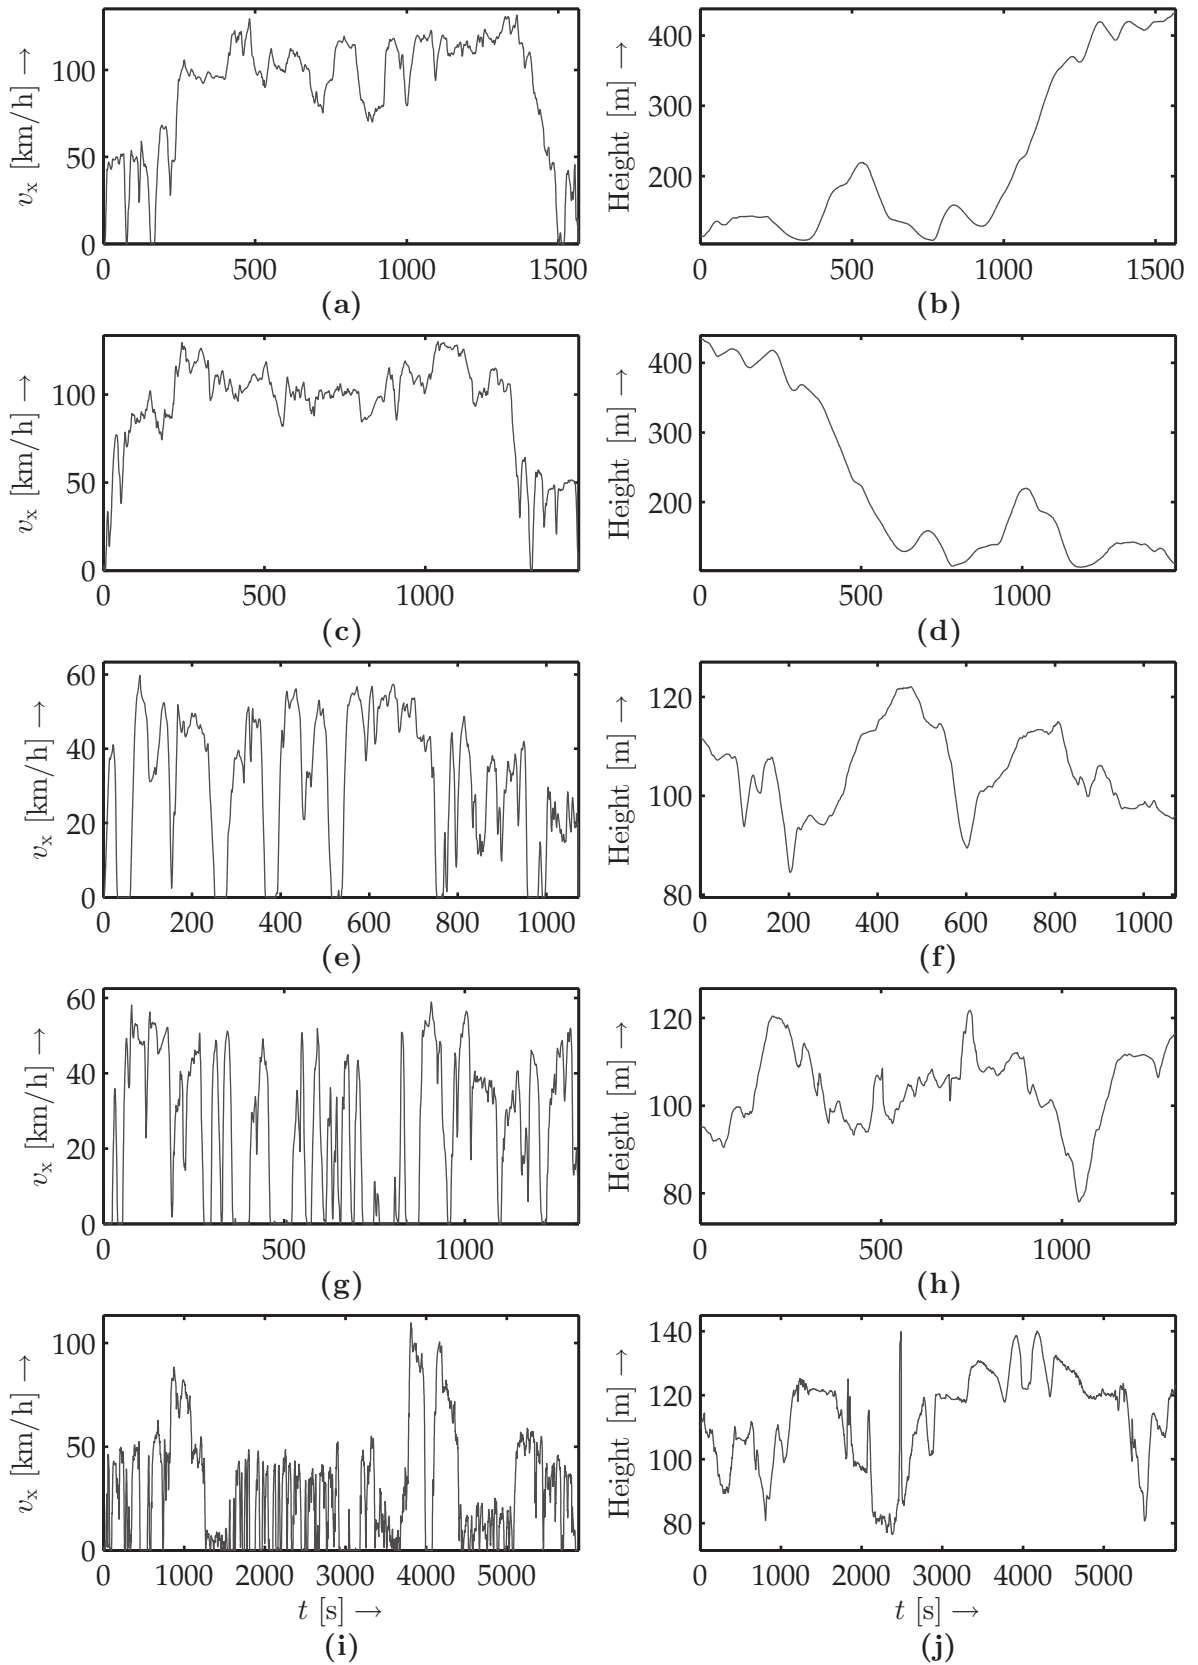 v_x [km/h] →
100
50
0
0 500 1000 1500
(a)
Height [m] →
400
300
200
0 500 1000 1500
(b)
v_x [km/h] →
100
50
0
0 500 1000
(c)
Height [m] →
400
300
200
0 500 1000
(d)
v_x [km/h] →
60
40
20
0
0 200 400 600 800 1000
(e)
Height [m] →
120
100
80
0 200 400 600 800 1000
(f)
v_x [km/h] →
60
40
20
0
0 500 1000
(g)
Height [m] →
120
100
80
0 500 1000
(h)
v_x [km/h] →
100
50
0
0 1000 2000 3000 4000 5000
t [s] →
(i)
Height [m] →
140
120
100
80
0 1000 2000 3000 4000 5000
t [s] →
(j)